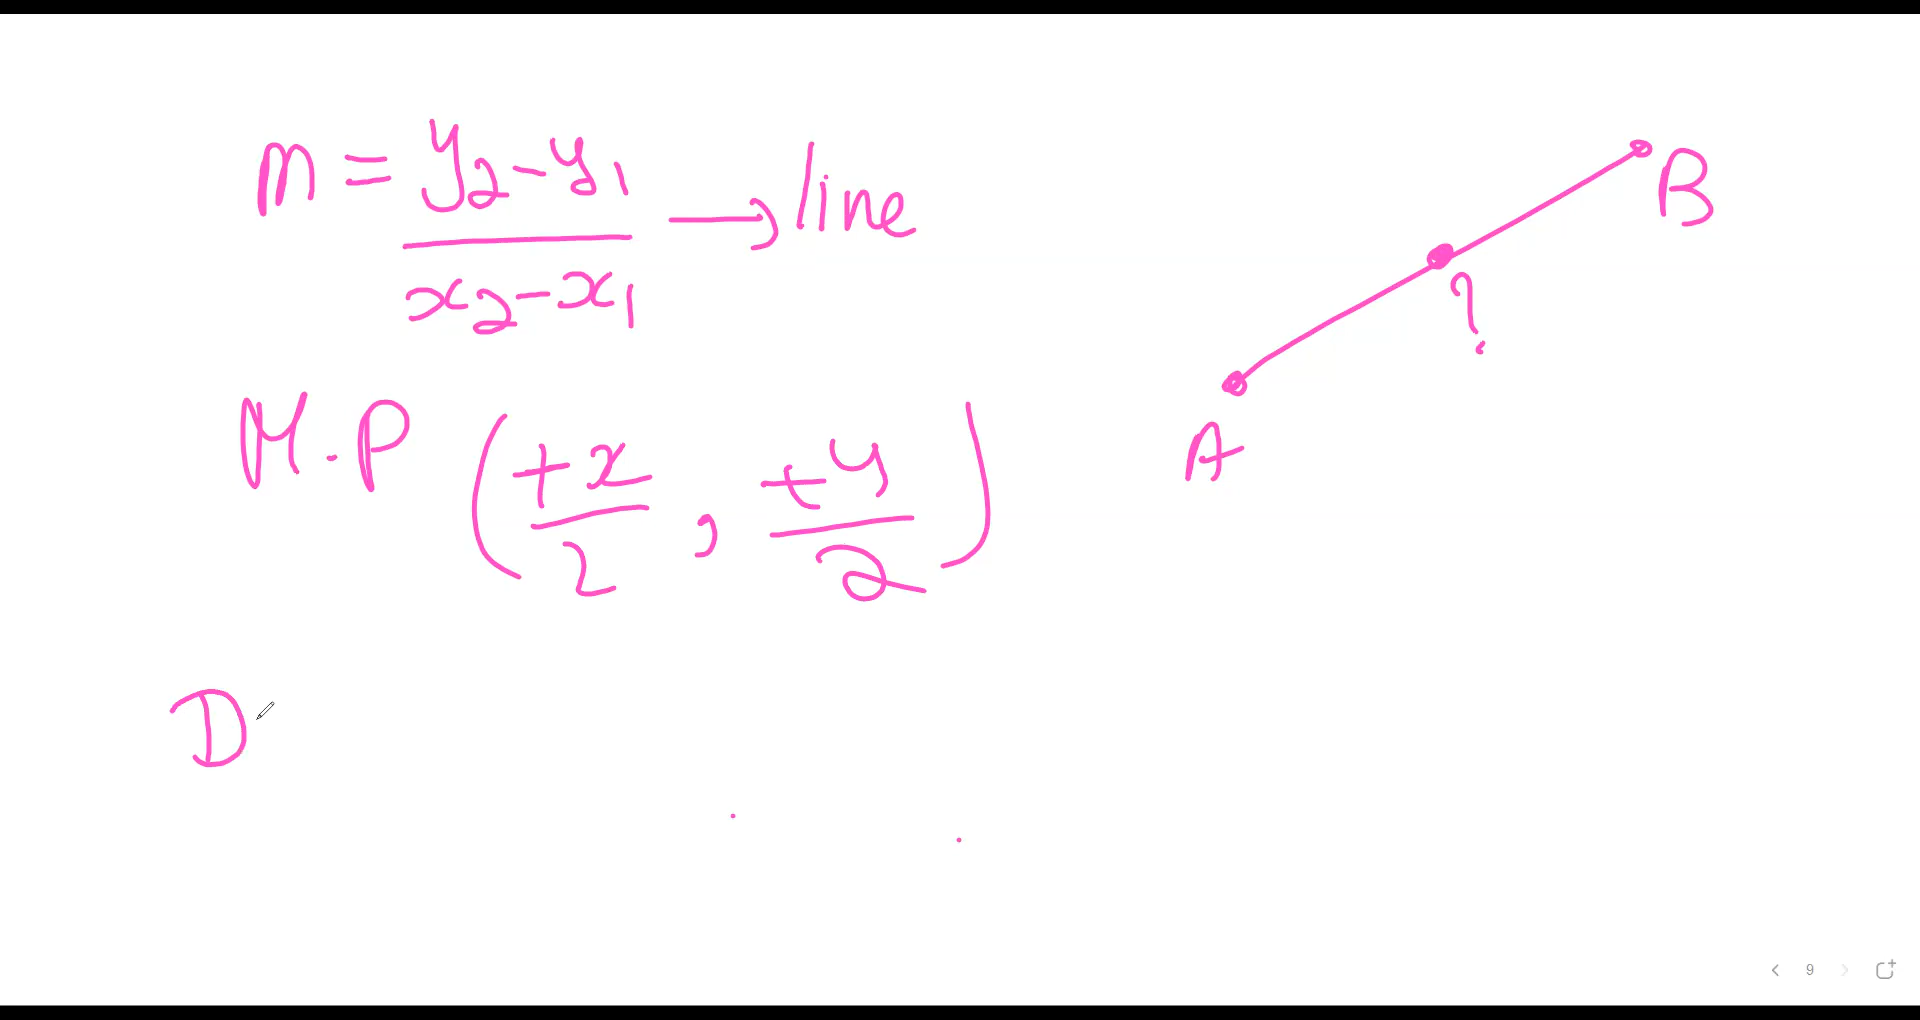 m = y2 - y1 / x2 - x1 → line
B
?
A
M.P ( +x / 2 , +y / 2 )
D
9